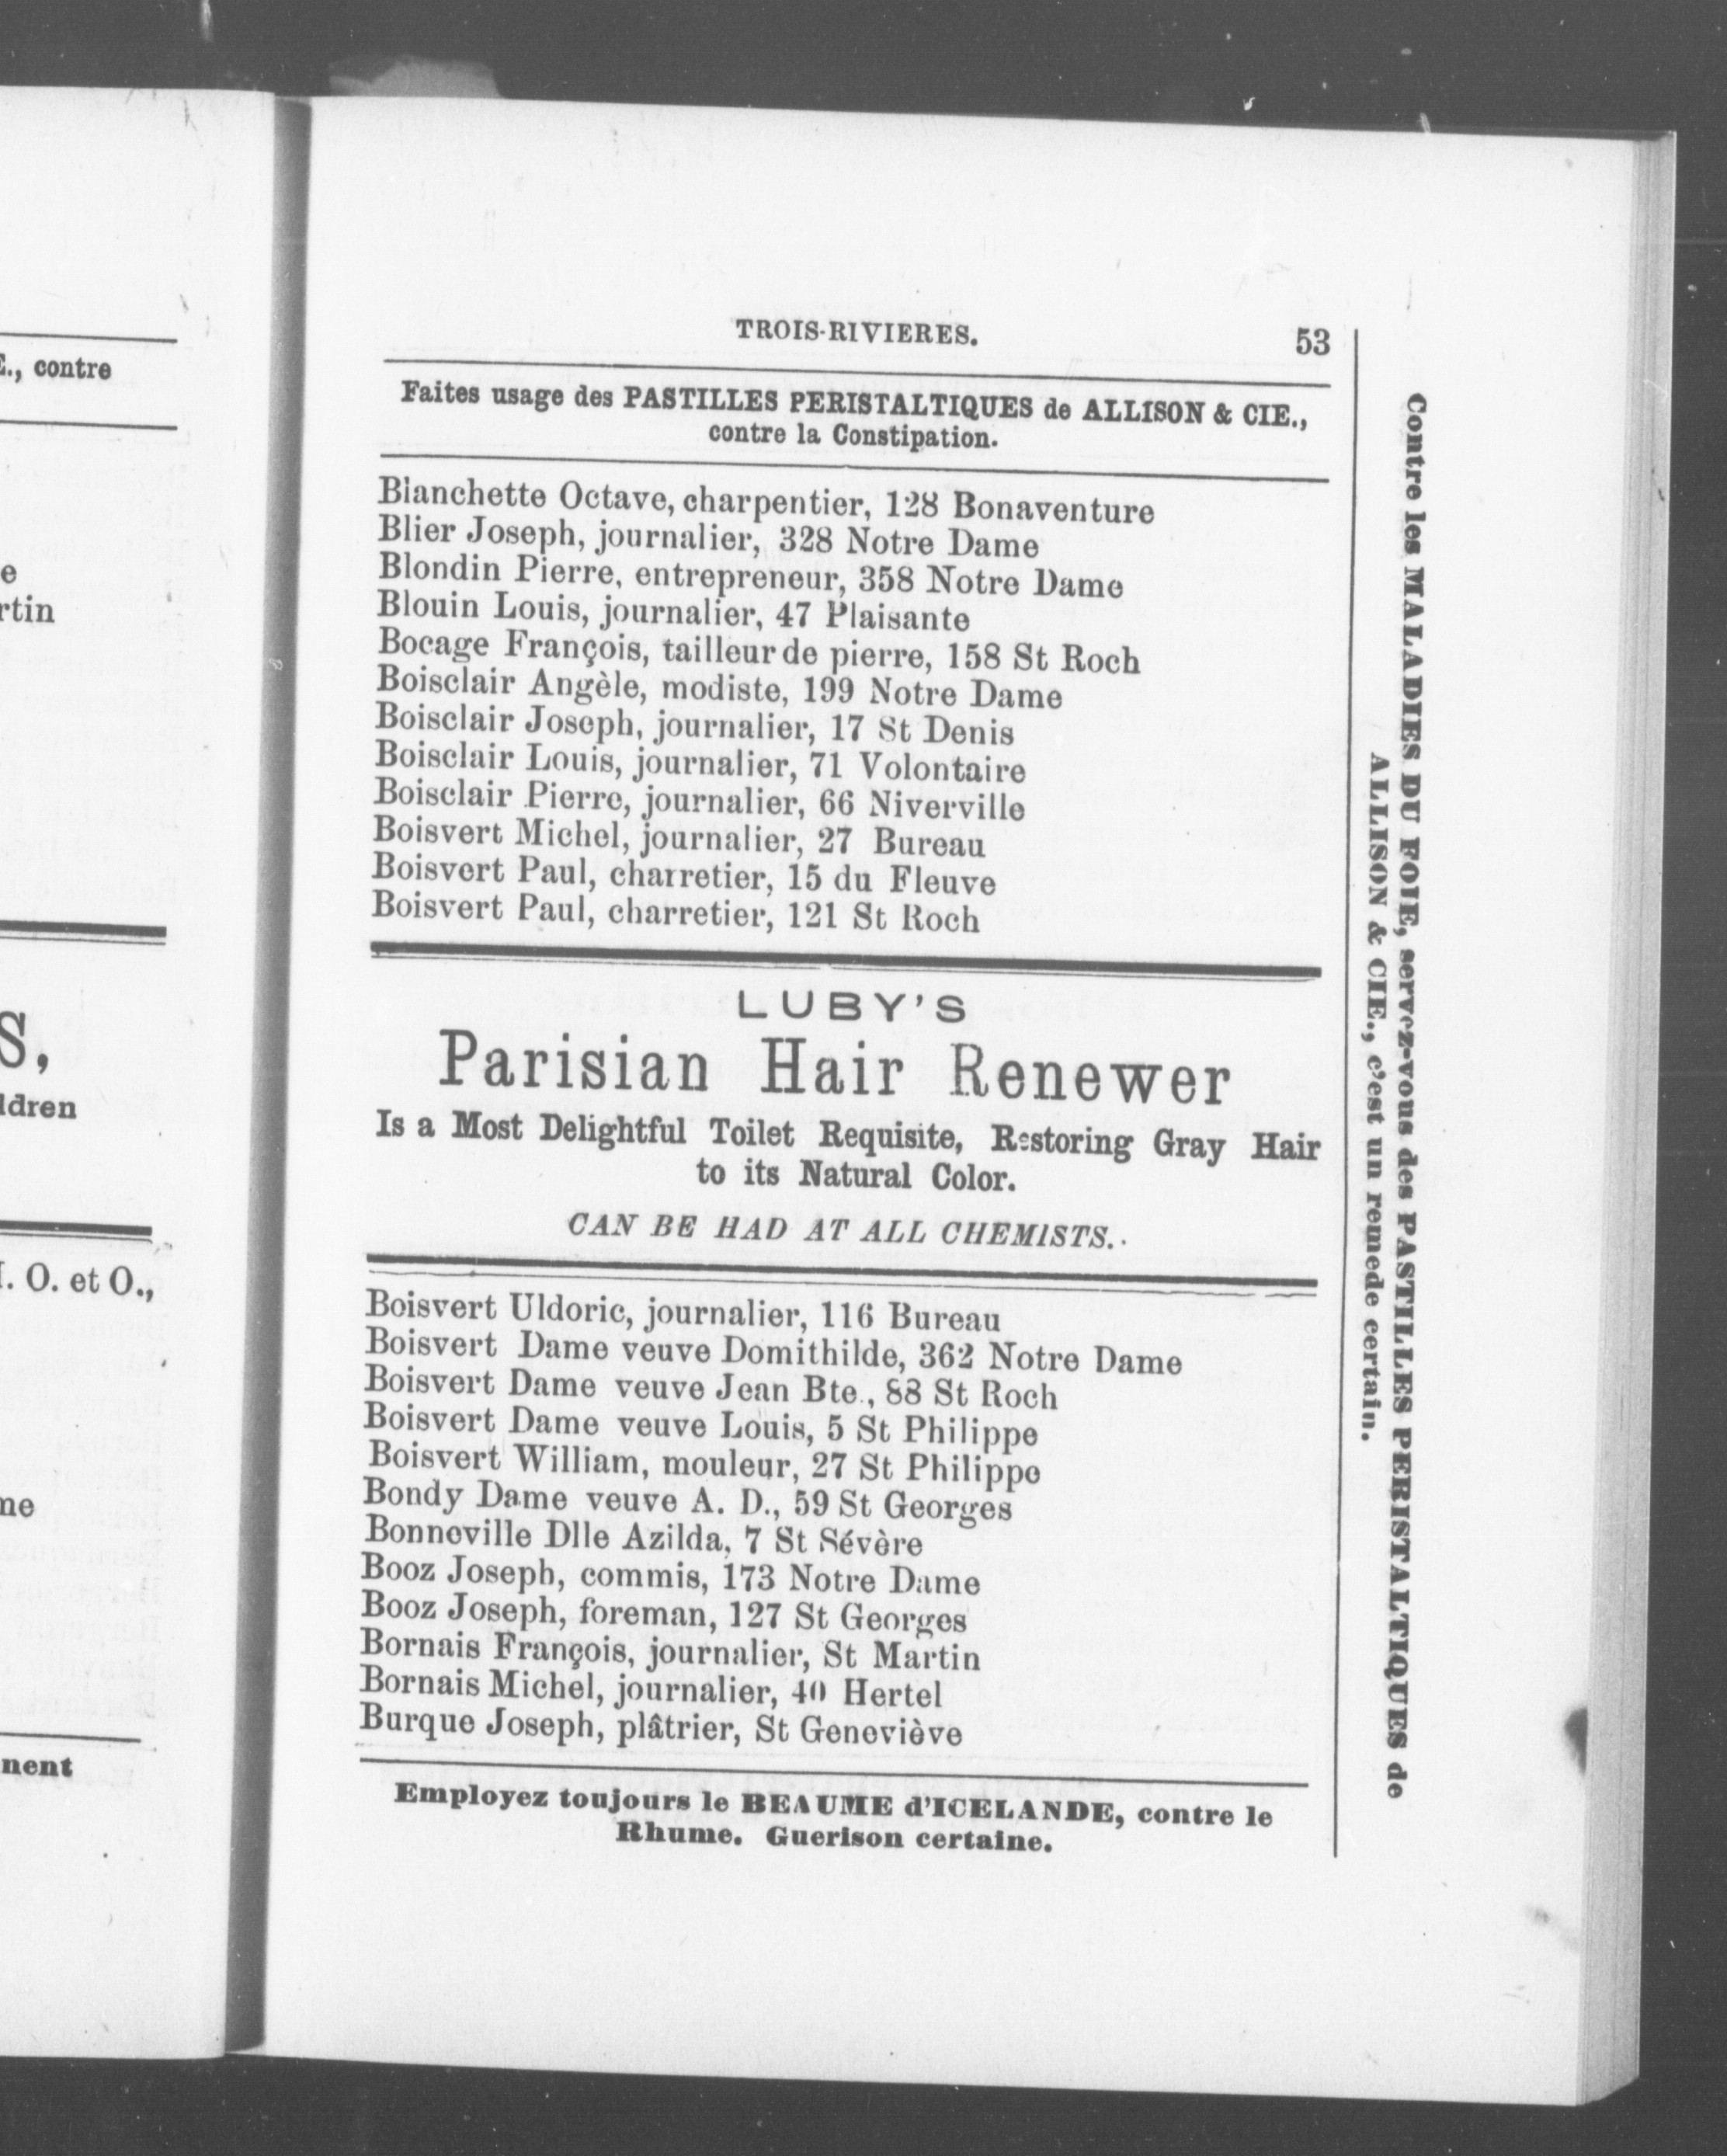 E., contre
e
rtin
S,
ldren
I. O. et O.,
me
nent
TROIS-RIVIERES.
53
Faites usage des PASTILLES PERISTALTIQUES de ALLISON & CIE.,
contre la Constipation.
Blanchette Octave, charpentier, 128 Bonaventure
Blier Joseph, journalier, 328 Notre Dame
Blondin Pierre, entrepreneur, 358 Notre Dame
Blouin Louis, journalier, 47 Plaisante
Bocage François, tailleur de pierre, 158 St Roch
Boisclair Angèle, modiste, 199 Notre Dame
Boisclair Joseph, journalier, 17 St Denis
Boisclair Louis, journalier, 71 Volontaire
Boisclair Pierre, journalier, 66 Niverville
Boisvert Michel, journalier, 27 Bureau
Boisvert Paul, charretier, 15 du Fleuve
Boisvert Paul, charretier, 121 St Roch
LUBY'S
Parisian Hair Renewer
Is a Most Delightful Toilet Requisite, Restoring Gray Hair
to its Natural Color.
CAN BE HAD AT ALL CHEMISTS.
Boisvert Uldoric, journalier, 116 Bureau
Boisvert Dame veuve Domithilde, 362 Notre Dame
Boisvert Dame veuve Jean Bte., 88 St Roch
Boisvert Dame veuve Louis, 5 St Philippe
Boisvert William, mouleur, 27 St Philippe
Bondy Dame veuve A. D., 59 St Georges
Bonneville Dlle Azilda, 7 St Sévère
Booz Joseph, commis, 173 Notre Dame
Booz Joseph, foreman, 127 St Georges
Bornais François, journalier, St Martin
Bornais Michel, journalier, 40 Hertel
Burque Joseph, plâtrier, St Geneviève
Employez toujours le BEAUME d'ICELANDE, contre le
Rhume. Guerison certaine.
Contre les MALADIES DU FOIE, servez-vous des PASTILLES PERISTALTIQUES de
ALLISON & CIE., c'est un remede certain.